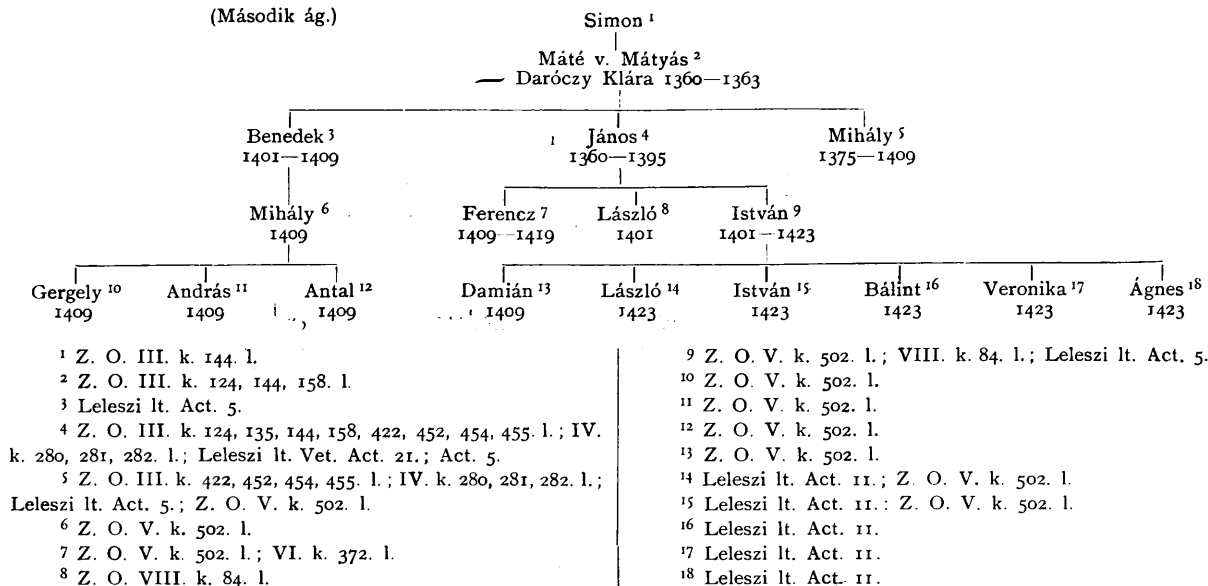 (Második ág.)
Simon ¹
Máté v. Mátyás ²
— Daróczy Klára 1360—1363
Benedek ³ János ⁴ Mihály ⁵
1401—1409 1360—1395 1375—1409
Mihály ⁶ Ferencz ⁷ László ⁸ István ⁹
1409 1409—1419 1401 1401—1423
Gergely ¹⁰ András ¹¹ Antal ¹² Damián ¹³ László ¹⁴ István ¹⁵ Bálint ¹⁶ Veronika ¹⁷ Ágnes ¹⁸
1409 1409 1409 1409 1423 1423 1423 1423 1423
¹ Z. O. III. k. 144. l.
² Z. O. III. k. 124, 144, 158. l.
³ Leleszi lt. Act. 5.
⁴ Z. O. III. k. 124, 135, 144, 158, 422, 452, 454, 455. l.; IV.
k. 280, 281, 282. l.; Leleszi lt. Vet. Act. 21.; Act. 5.
⁵ Z. O. III. k. 422, 452, 454, 455. l.; IV. k. 280, 281, 282. l.;
Leleszi lt. Act. 5.; Z. O. V. k. 502. l.
⁶ Z. O. V. k. 502. l.
⁷ Z. O. V. k. 502. l.; VI. k. 372. l.
⁸ Z. O. VIII. k. 84. l.
⁹ Z. O. V. k. 502. l.; VIII. k. 84. l.; Leleszi lt. Act. 5.
¹⁰ Z. O. V. k. 502. l.
¹¹ Z. O. V. k. 502. l.
¹² Z. O. V. k. 502. l.
¹³ Z. O. V. k. 502. l.
¹⁴ Leleszi lt. Act. 11.; Z. O. V. k. 502. l.
¹⁵ Leleszi lt. Act. 11.: Z. O. V. k. 502. l.
¹⁶ Leleszi lt. Act. 11.
¹⁷ Leleszi lt. Act. 11.
¹⁸ Leleszi lt. Act. 11.